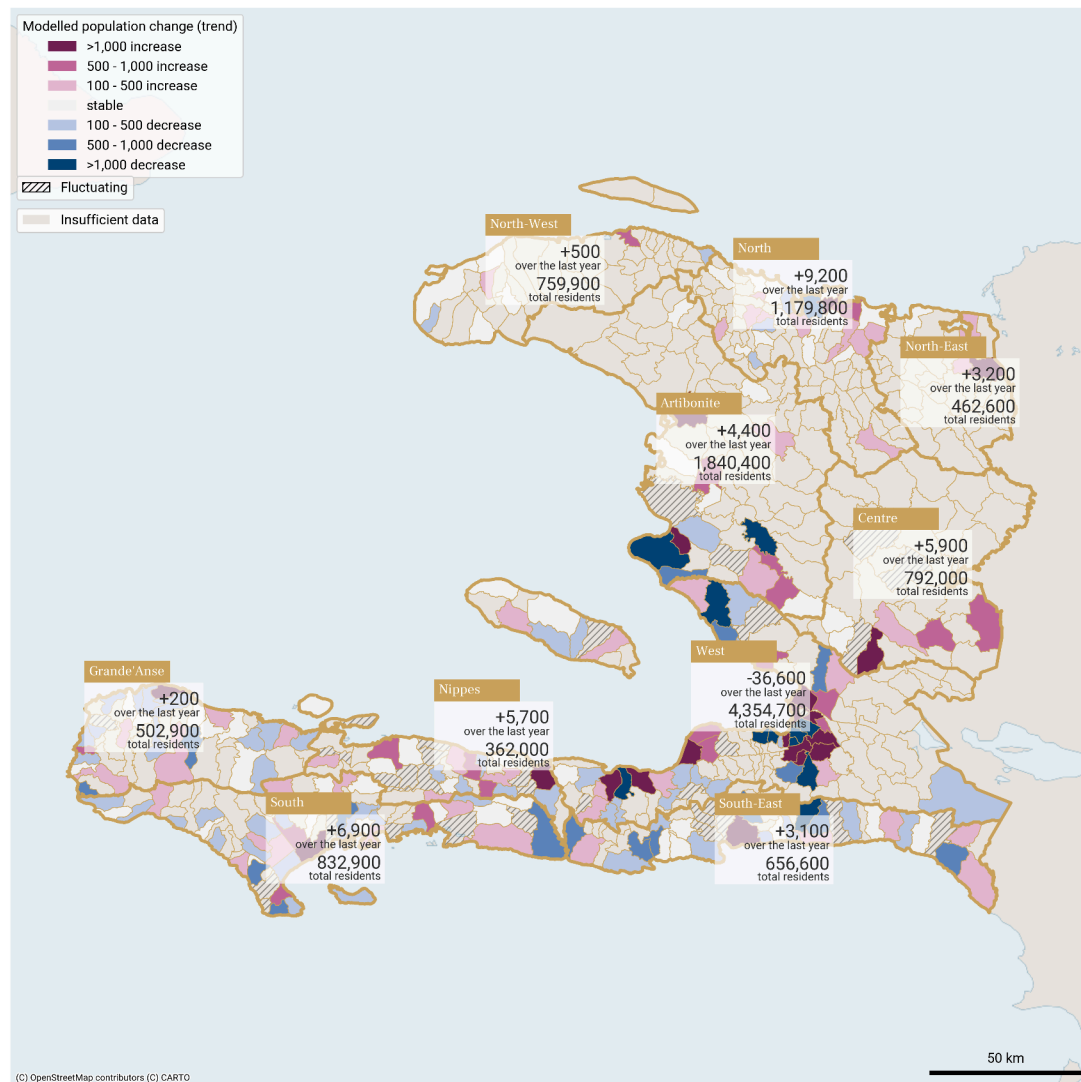 Modelled population change (trend)
>1,000 increase
500 - 1,000 increase
100 - 500 increase
stable
100 - 500 decrease
500 - 1,000 decrease
>1,000 decrease
Fluctuating
Insufficient data
North-West
+500
over the last year
759,900
total residents
North
+9,200
over the last year
1,179,800
total residents
North-East
+3,200
over the last year
462,600
total residents
Artibonite
+4,400
over the last year
1,840,400
total residents
Centre
+5,900
over the last year
792,000
total residents
West
-36,600
over the last year
4,354,700
total residents
Grande'Anse
+200
over the last year
502,900
total residents
Nippes
+5,700
over the last year
362,000
total residents
South
+6,900
over the last year
832,900
total residents
South-East
+3,100
over the last year
656,600
total residents
50 km
(C) OpenStreetMap contributors (C) CARTO